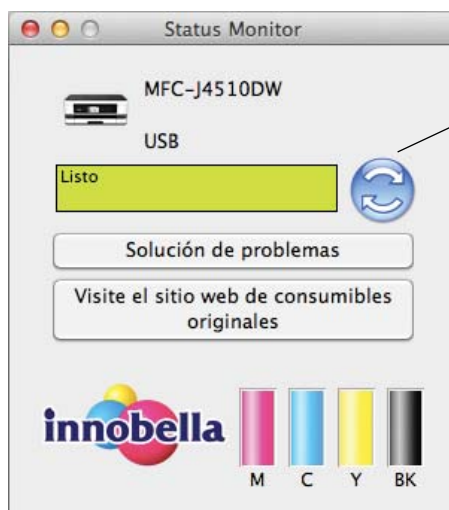 Status Monitor
MFC-J4510DW
USB
Listo
Solución de problemas
Visite el sitio web de consumibles
originales
innobella
M C Y BK